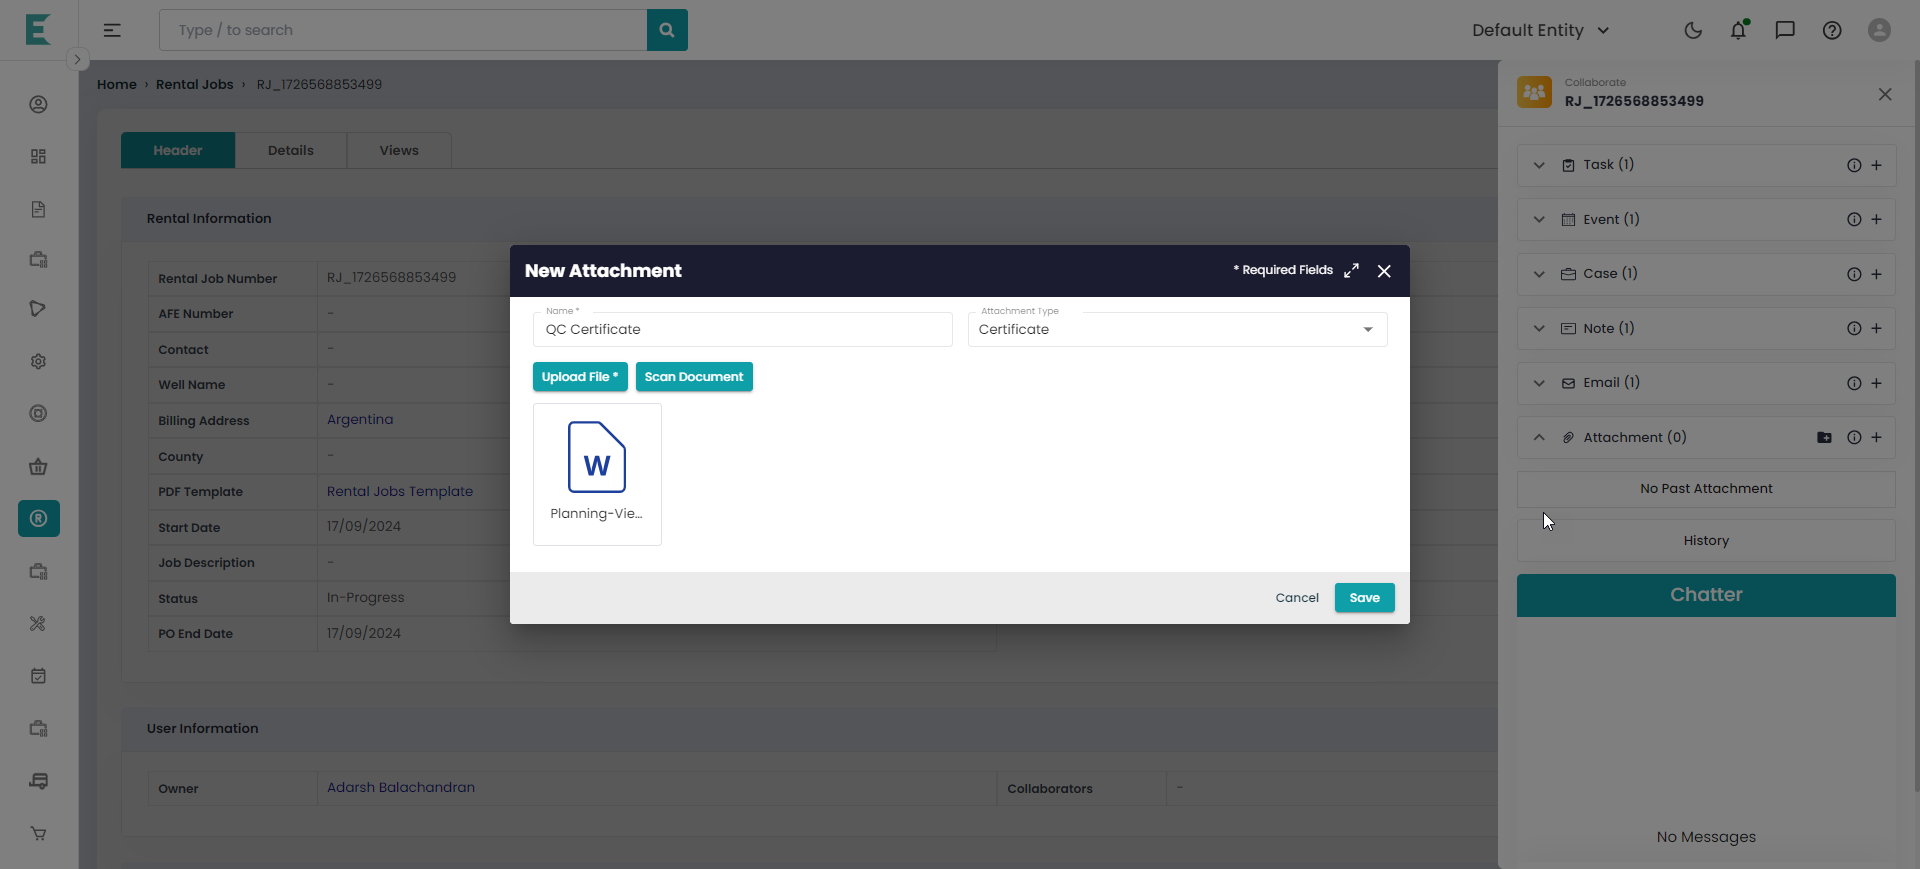 Type / to search
Default Entity
Home › Rental Jobs › RJ_1726568853499
Header
Details
Views
Rental Information
Rental Job Number
RJ_1726568853499
AFE Number
-
Contact
-
Well Name
-
Billing Address
Argentina
County
-
PDF Template
Rental Jobs Template
Start Date
17/09/2024
Job Description
-
Status
In-Progress
PO End Date
17/09/2024
User Information
Owner
Adarsh Balachandran
Collaborators
-
New Attachment
* Required Fields
Name *
QC Certificate
Attachment Type
Certificate
Upload File *
Scan Document
W
Planning-Vie...
Cancel
Save
Collaborate
RJ_1726568853499
Task (1)
Event (1)
Case (1)
Note (1)
Email (1)
Attachment (0)
No Past Attachment
History
Chatter
No Messages